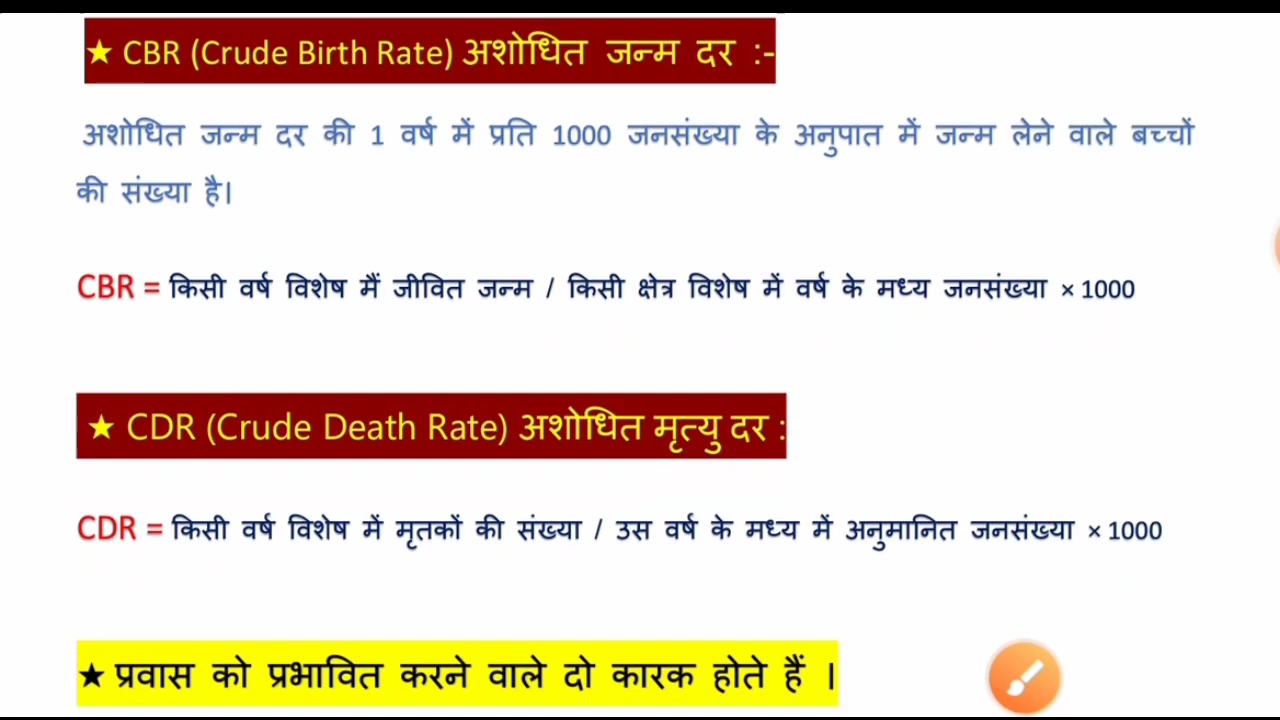 ★ CBR (Crude Birth Rate) अशोधित जन्म दर :-
अशोधित जन्म दर की 1 वर्ष में प्रति 1000 जनसंख्या के अनुपात में जन्म लेने वाले बच्चों
की संख्या है।
CBR = किसी वर्ष विशेष मैं जीवित जन्म / किसी क्षेत्र विशेष में वर्ष के मध्य जनसंख्या × 1000
★ CDR (Crude Death Rate) अशोधित मृत्यु दर :
CDR = किसी वर्ष विशेष में मृतकों की संख्या / उस वर्ष के मध्य में अनुमानित जनसंख्या × 1000
★ प्रवास को प्रभावित करने वाले दो कारक होते हैं ।